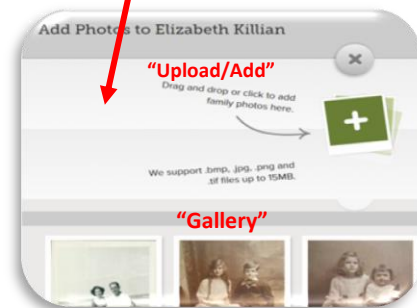 Add Photos to Elizabeth Killian
“Upload/Add”
Drag and drop or click to add
family photos here.
We support .bmp, .jpg, .png and
.tif files up to 15MB.
“Gallery”